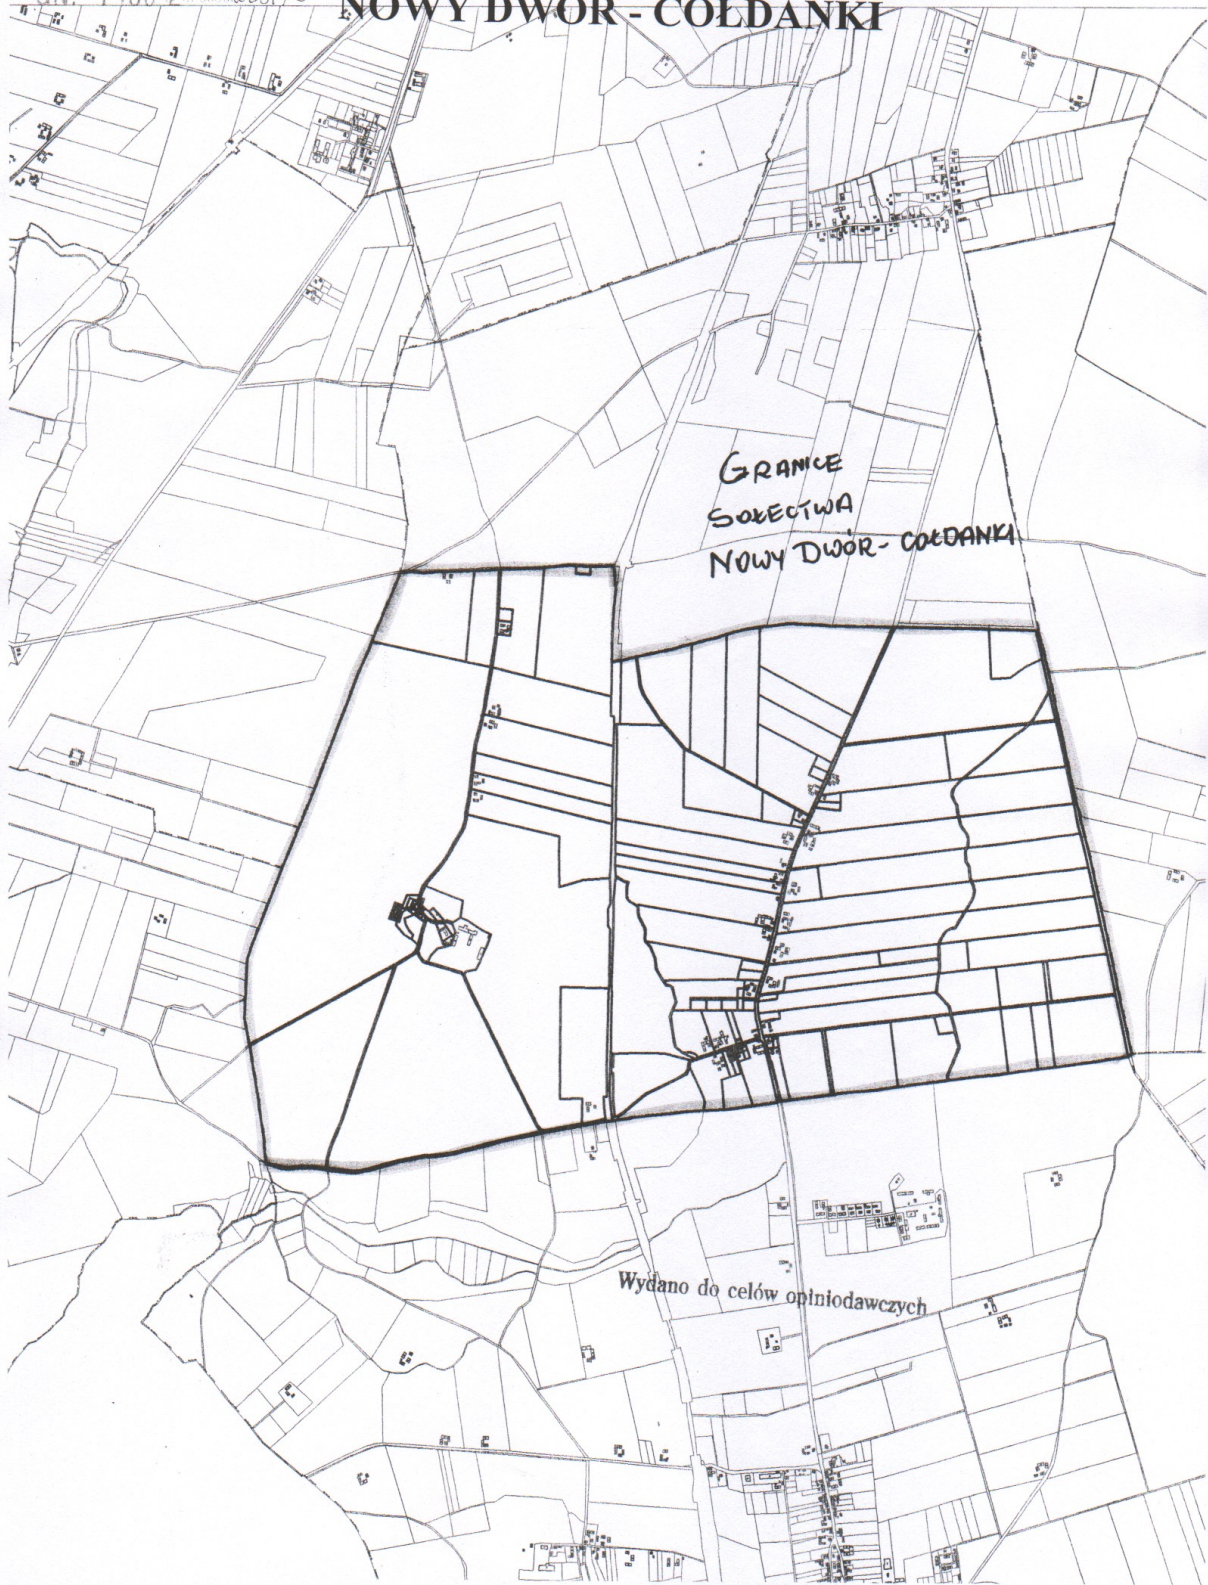 NOWY DWÓR - COŁDANKI
GRANICE
SOŁECTWA
NOWY DWÓR - COŁDANKI
Wydano do celów opiniodawczych